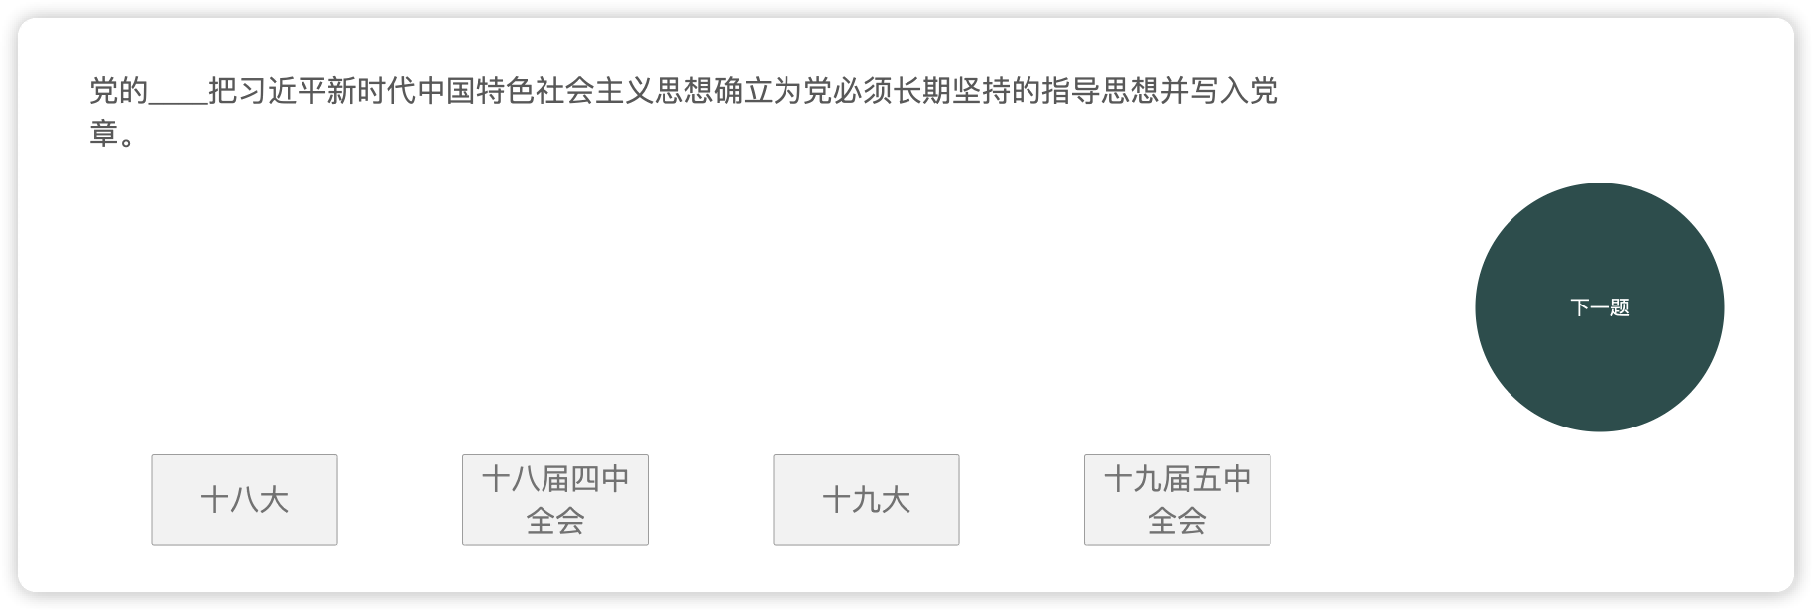 党的____把习近平新时代中国特色社会主义思想确立为党必须长期坚持的指导思想并写入党
章。
下一题
十八大
十八届四中
全会
十九大
十九届五中
全会